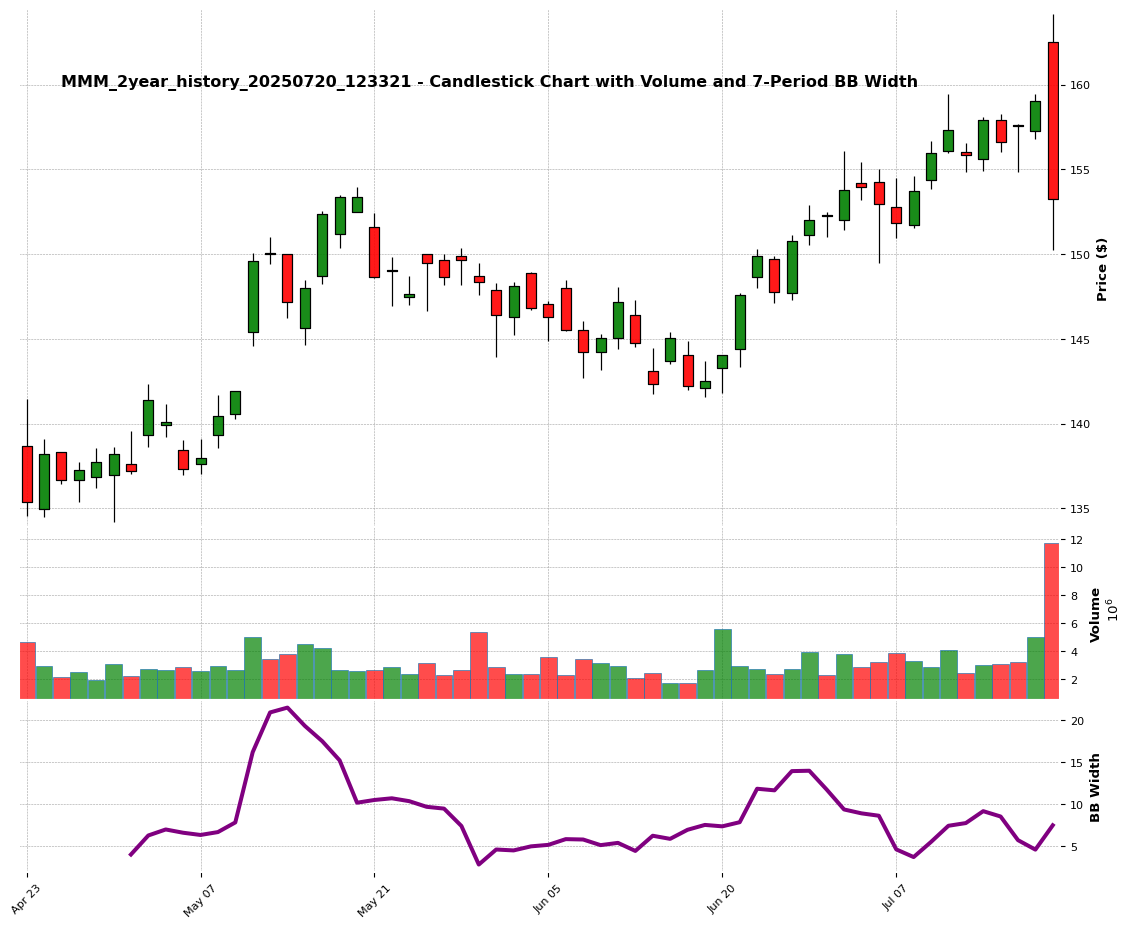 MMM_2year_history_20250720_123321 - Candlestick Chart with Volume and 7-Period BB Width
160
155
150
145
140
135
Price ($)
12
10
8
6
4
2
Volume
10^6
20
15
10
5
BB Width
Apr 23
May 07
May 21
Jun 05
Jun 20
Jul 07